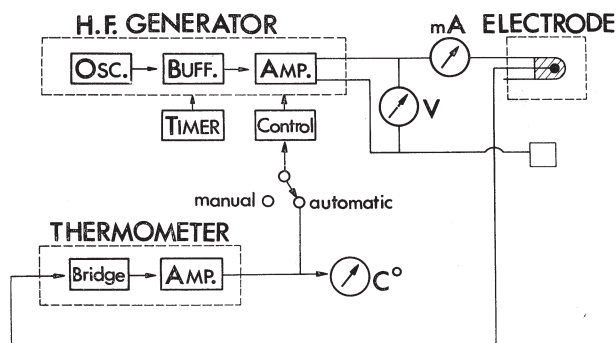 H.F. GENERATOR
mA ELECTRODE
OSC. BUFF. AMP.
V
TIMER Control
manual automatic
THERMOMETER
Bridge AMP. C°